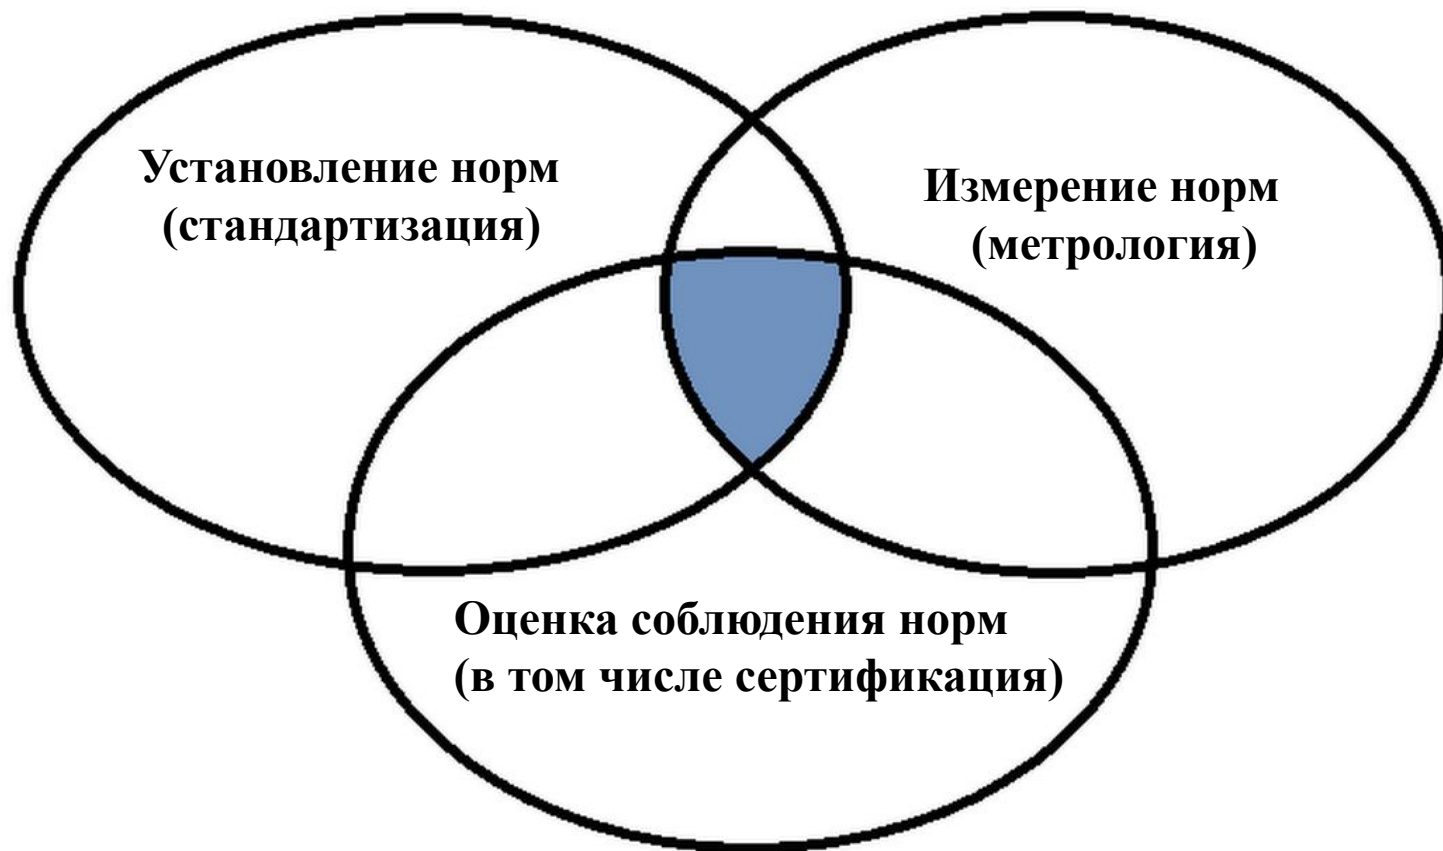 Установление норм
(стандартизация)
Измерение норм
(метрология)
Оценка соблюдения норм
(в том числе сертификация)